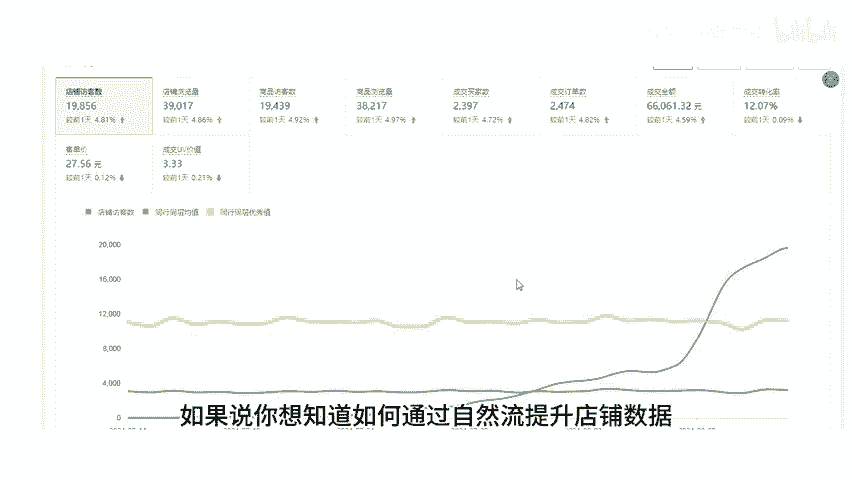 店铺访客数 店铺浏览量 商品访客数 商品浏览量 成交买家数 成交订单数 成交金额 成交转化率
19,856 39,017 19,439 38,217 2,397 2,474 66,061.32 元 12.07%
较前1天 4.81% 较前1天 4.86% 较前1天 4.92% 较前1天 4.97% 较前1天 4.72% 较前1天 4.82% 较前1天 4.59% 较前1天 0.09%
客单价 成交UV价值
27.56 元 3.33
较前1天 0.12% 较前1天 0.21%
店铺访客数 同行同层均值 同行同层优秀值
20,000
16,000
12,000
8,000
4,000
0
如果说你想知道如何通过自然流提升店铺数据